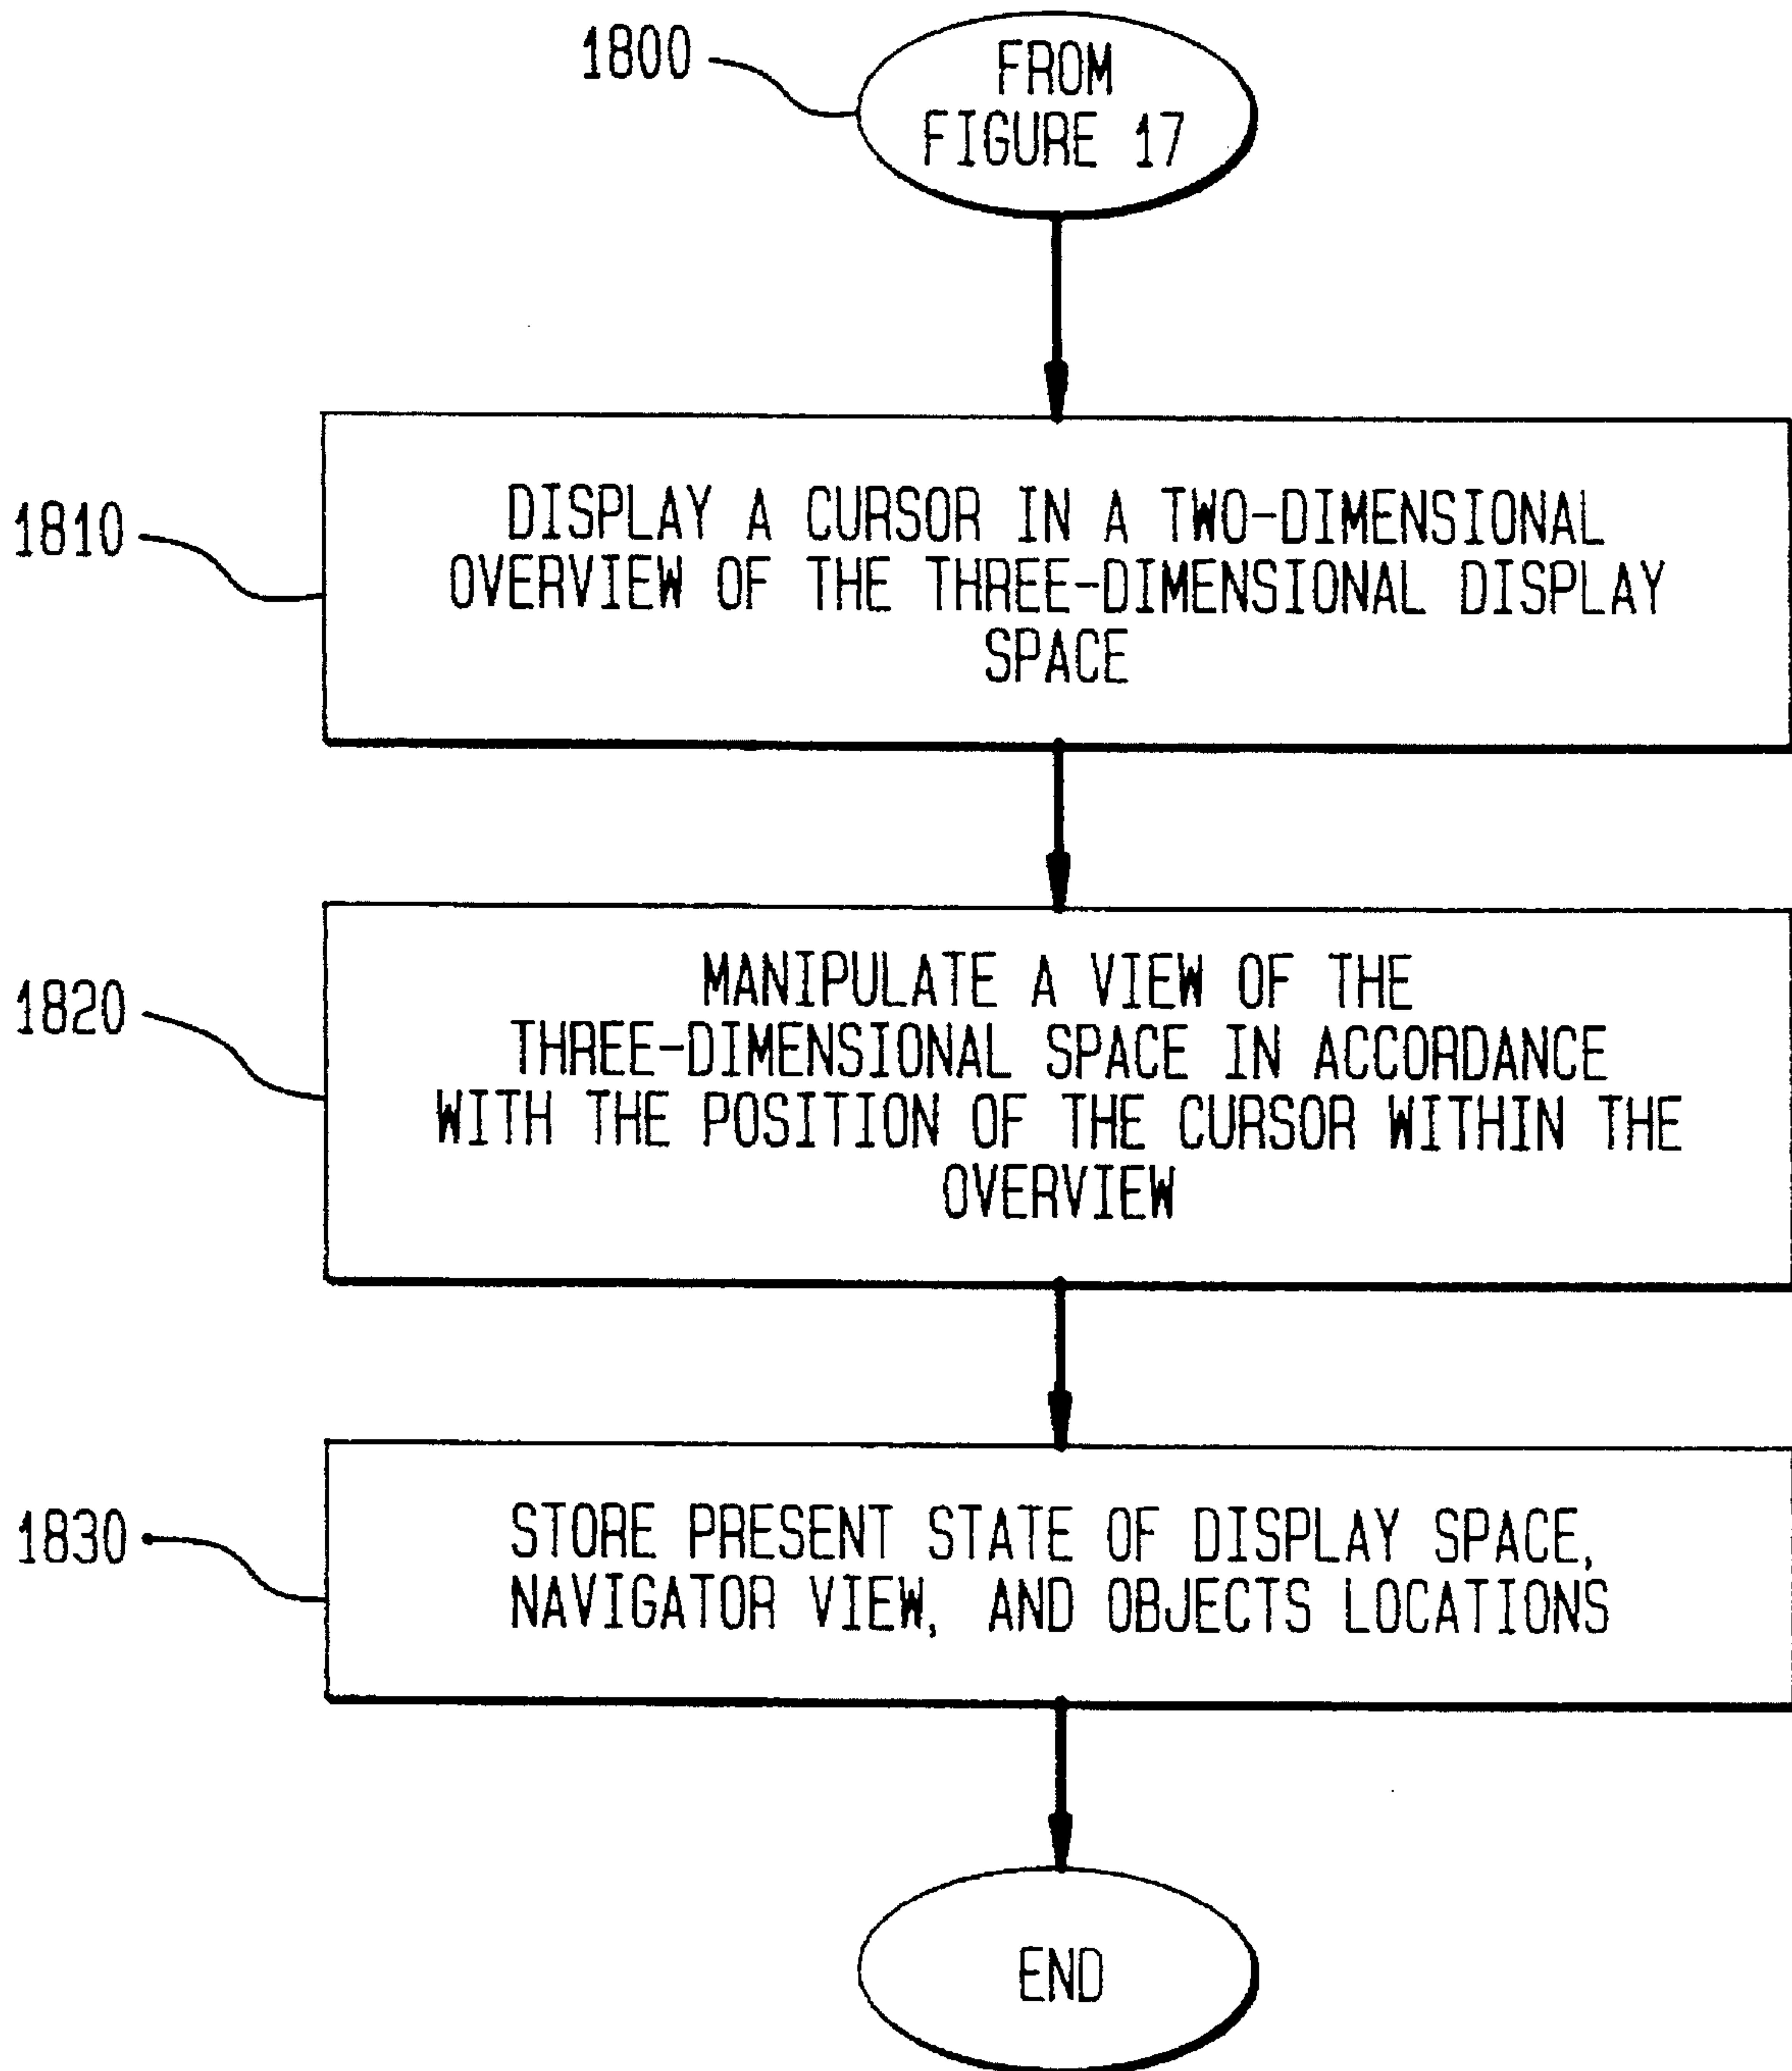 1800
FROM
FIGURE 17
1810
DISPLAY A CURSOR IN A TWO-DIMENSIONAL
OVERVIEW OF THE THREE-DIMENSIONAL DISPLAY
SPACE
1820
MANIPULATE A VIEW OF THE
THREE-DIMENSIONAL SPACE IN ACCORDANCE
WITH THE POSITION OF THE CURSOR WITHIN THE
OVERVIEW
1830
STORE PRESENT STATE OF DISPLAY SPACE,
NAVIGATOR VIEW, AND OBJECTS LOCATIONS
END